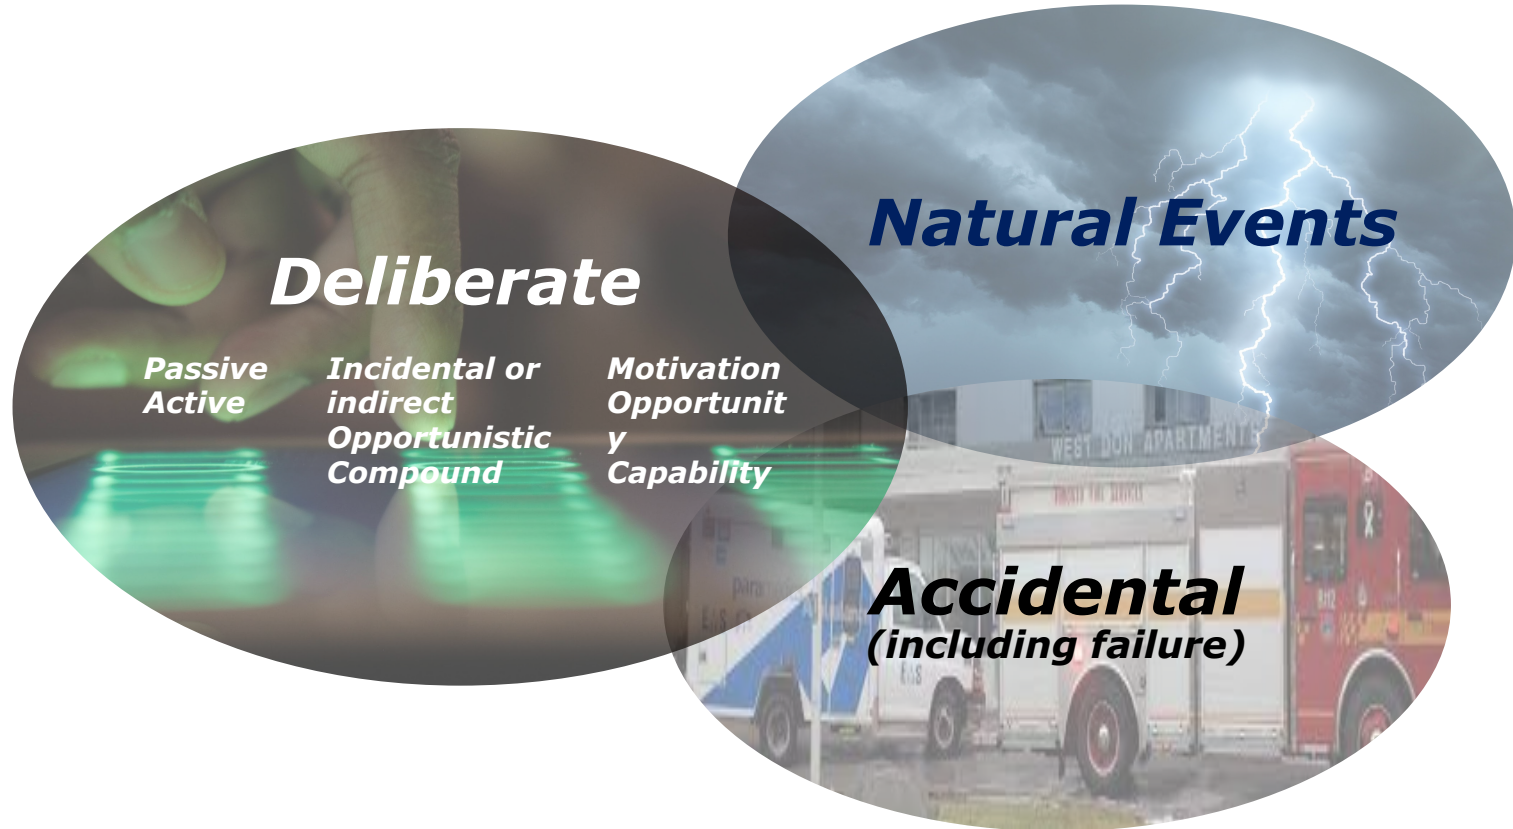 Natural Events
Deliberate
Passive
Active
Incidental or
indirect
Opportunistic
Compound
Motivation
Opportunit
y
Capability
WEST DON APARTMENTS
Accidental
(including failure)